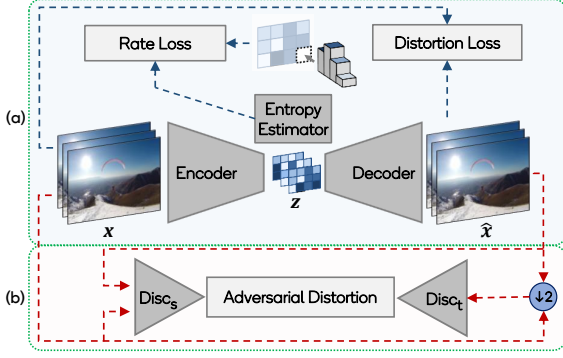 Rate Loss
Distortion Loss
(a)
Entropy
Estimator
Encoder
Decoder
x
z
x̂
(b)
Disc_s
Adversarial Distortion
Disc_t
↓2